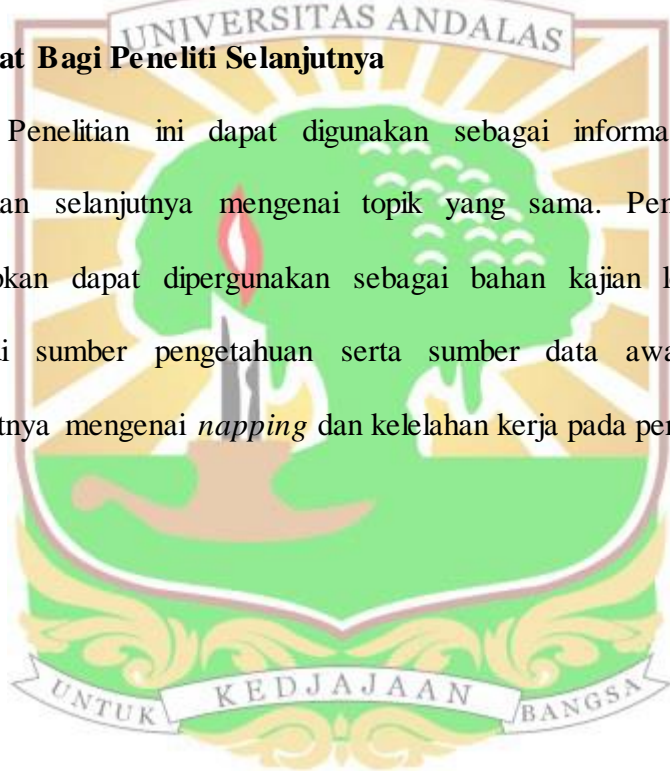 UNIVERSITAS ANDALAS
at Bagi Peneliti Selanjutnya
Penelitian ini dapat digunakan sebagai informa
an selanjutnya mengenai topik yang sama. Pen
kan dapat dipergunakan sebagai bahan kajian k
i sumber pengetahuan serta sumber data awa
tnya mengenai napping dan kelelahan kerja pada per
UNTUK KEDJAJAAN BANGSA